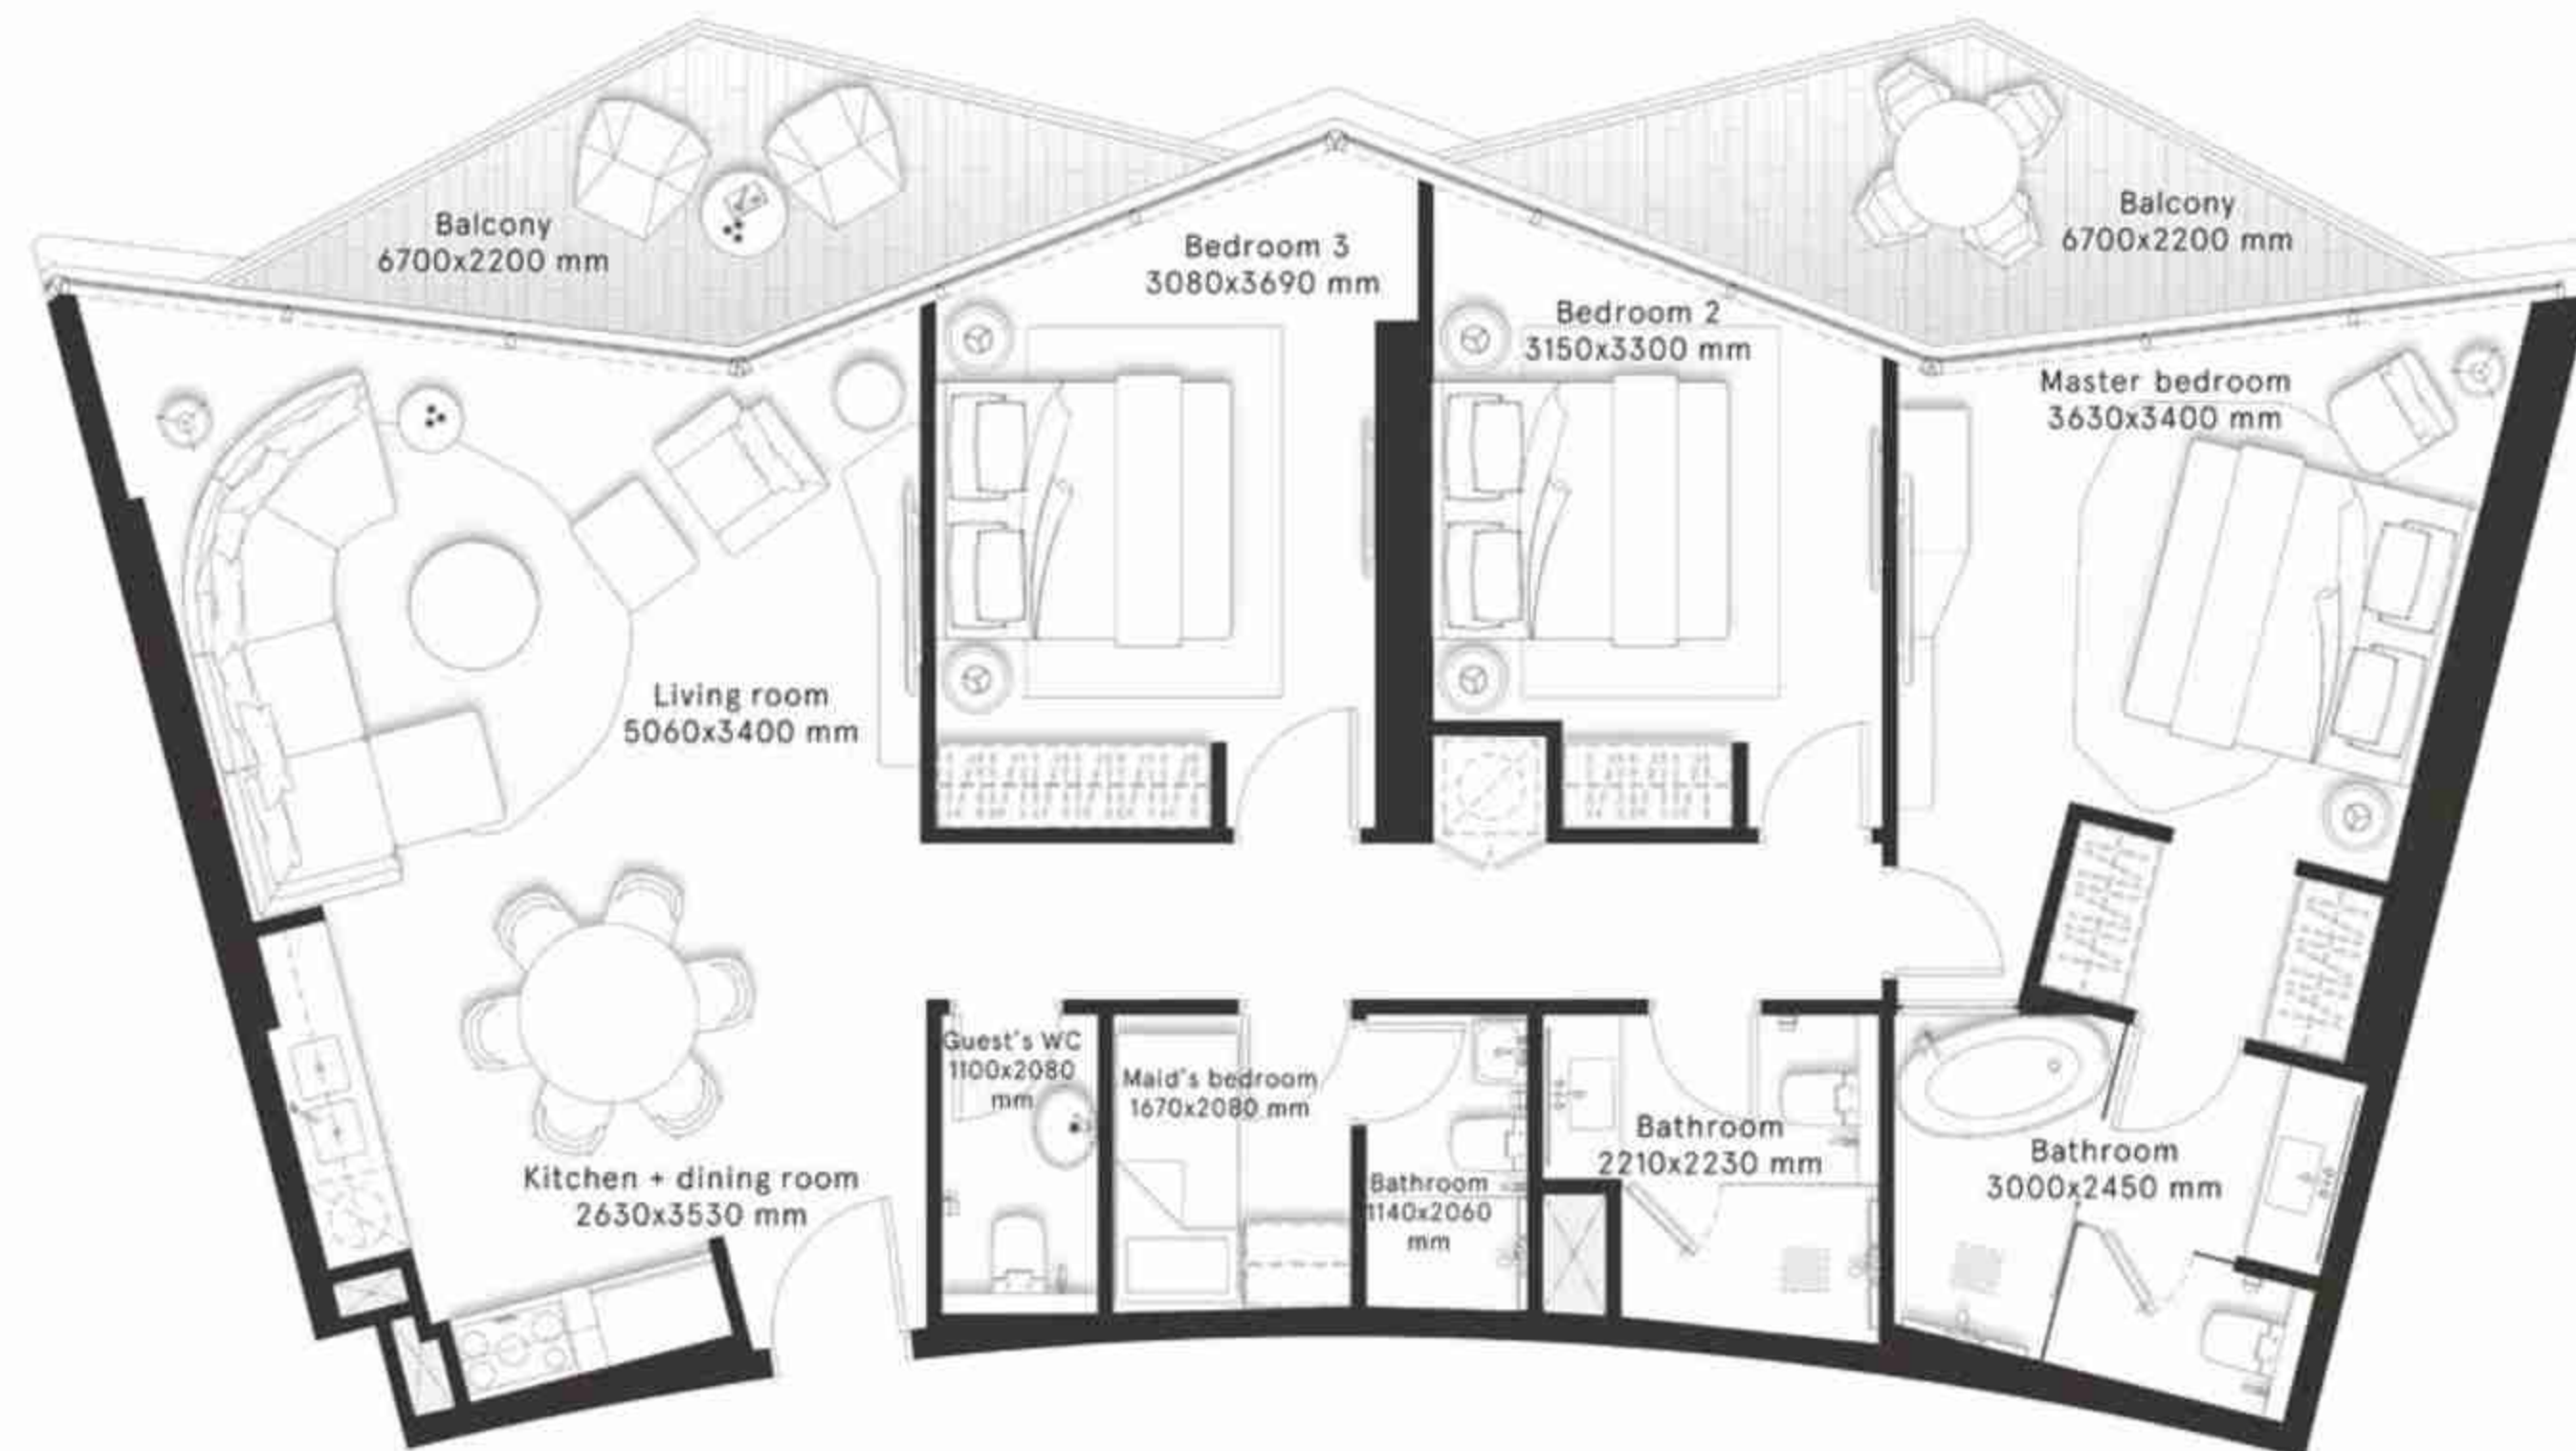 Balcony
6700x2200 mm
Balcony
6700x2200 mm
Bedroom 3
3080x3690 mm
Bedroom 2
3150x3300 mm
Master bedroom
3630x3400 mm
Living room
5060x3400 mm
Guest's WC
1100x2080
mm
Maid's bedroom
1670x2080 mm
Bathroom
2210x2230 mm
Bathroom
3000x2450 mm
Kitchen + dining room
2630x3530 mm
Bathroom
1140x2060
mm